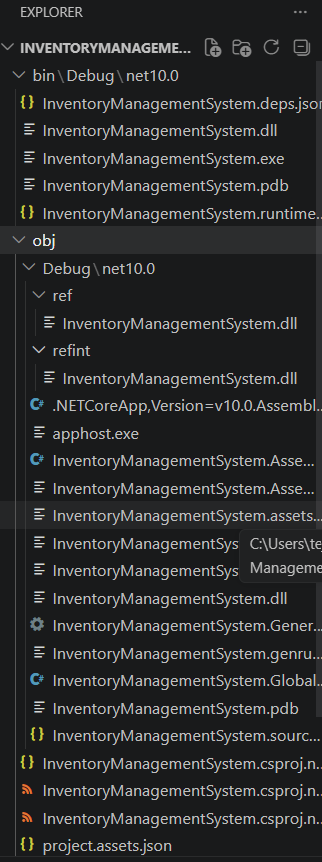 EXPLORER
INVENTORYMANAGEME...
bin\Debug\net10.0
InventoryManagementSystem.deps.json
InventoryManagementSystem.dll
InventoryManagementSystem.exe
InventoryManagementSystem.pdb
InventoryManagementSystem.runtime...
obj
Debug\net10.0
ref
InventoryManagementSystem.dll
refint
InventoryManagementSystem.dll
.NETCoreApp,Version=v10.0.Assembl...
apphost.exe
InventoryManagementSystem.Asse...
InventoryManagementSystem.Asse...
InventoryManagementSystem.assets...
InventoryManagementSys
C:\Users\te
InventoryManagementSys
Manageme
InventoryManagementSystem.dll
InventoryManagementSystem.Gener...
InventoryManagementSystem.genru...
InventoryManagementSystem.Global...
InventoryManagementSystem.pdb
InventoryManagementSystem.sourc...
InventoryManagementSystem.csproj.n...
InventoryManagementSystem.csproj.n...
InventoryManagementSystem.csproj.n...
project.assets.json